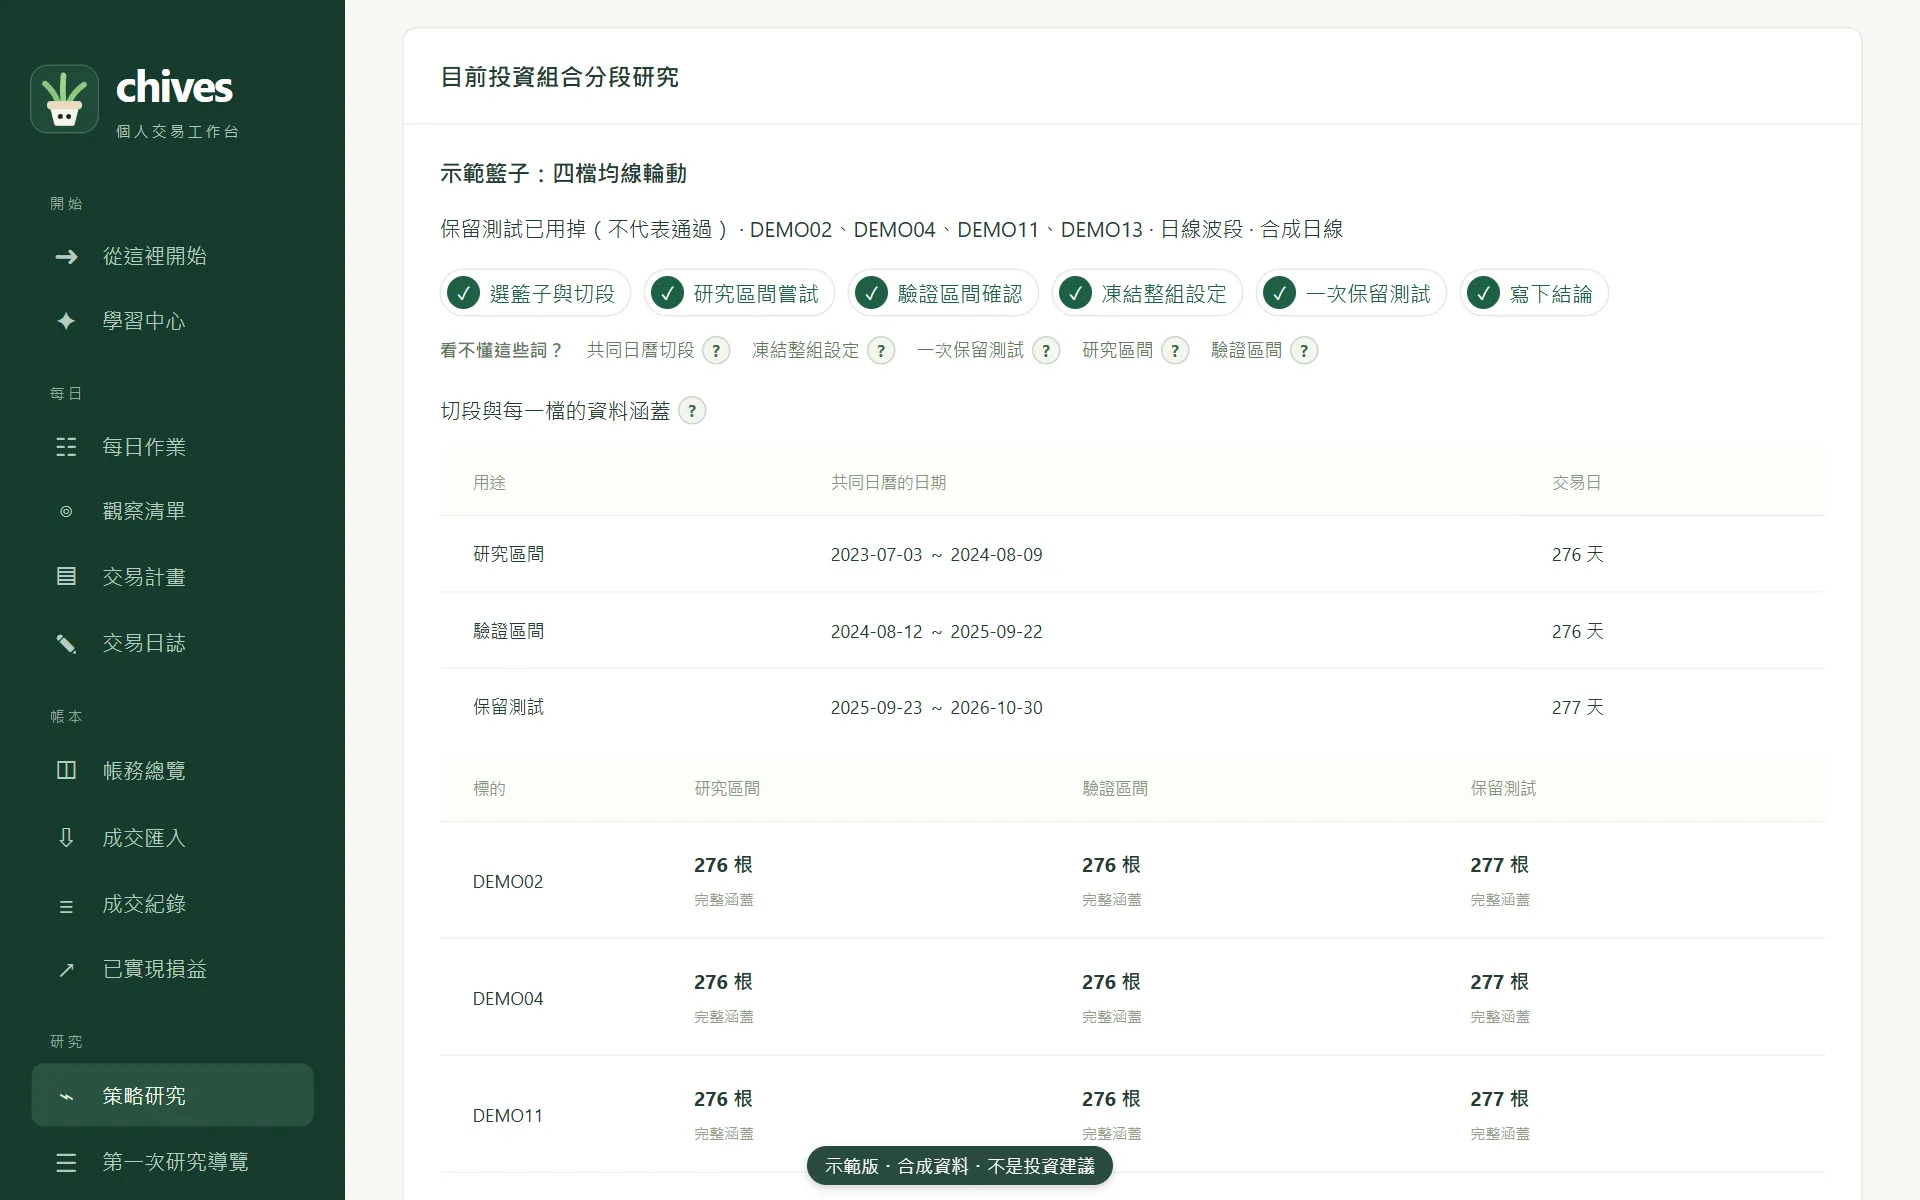 chives
個人交易工作台
開始
從這裡開始
學習中心
每日
每日作業
觀察清單
交易計畫
交易日誌
帳本
帳務總覽
成交匯入
成交紀錄
已實現損益
研究
策略研究
第一次研究導覽
目前投資組合分段研究
示範籃子：四檔均線輪動
保留測試已用掉（不代表通過）· DEMO02、DEMO04、DEMO11、DEMO13 · 日線波段 · 合成日線
選籃子與切段 研究區間嘗試 驗證區間確認 凍結整組設定 一次保留測試 寫下結論
看不懂這些詞？ 共同日曆切段 ? 凍結整組設定 ? 一次保留測試 ? 研究區間 ? 驗證區間 ?
切段與每一檔的資料涵蓋 ?
用途 共同日曆的日期 交易日
研究區間 2023-07-03 ~ 2024-08-09 276 天
驗證區間 2024-08-12 ~ 2025-09-22 276 天
保留測試 2025-09-23 ~ 2026-10-30 277 天
標的 研究區間 驗證區間 保留測試
DEMO02 276 根 276 根 277 根
完整涵蓋 完整涵蓋 完整涵蓋
DEMO04 276 根 276 根 277 根
完整涵蓋 完整涵蓋 完整涵蓋
DEMO11 276 根 276 根 277 根
完整涵蓋 完整涵蓋 完整涵蓋
示範版 · 合成資料 · 不是投資建議